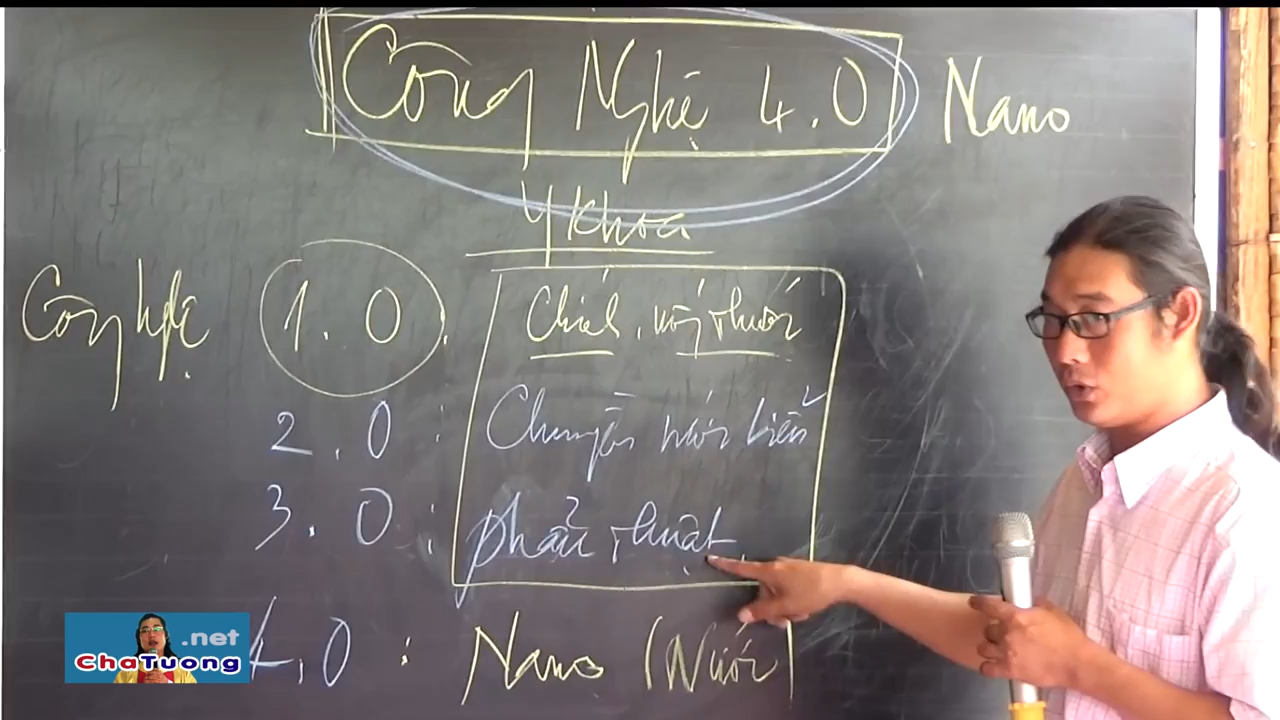 Công Nghệ 4.0 Nano
Y Khoa
Công Nghệ 1.0: Chích, uống thuốc
2.0: Chuyền nước biển
3.0: phẫu thuật
4.0: Nano (Nước)
.net
ChaTuong